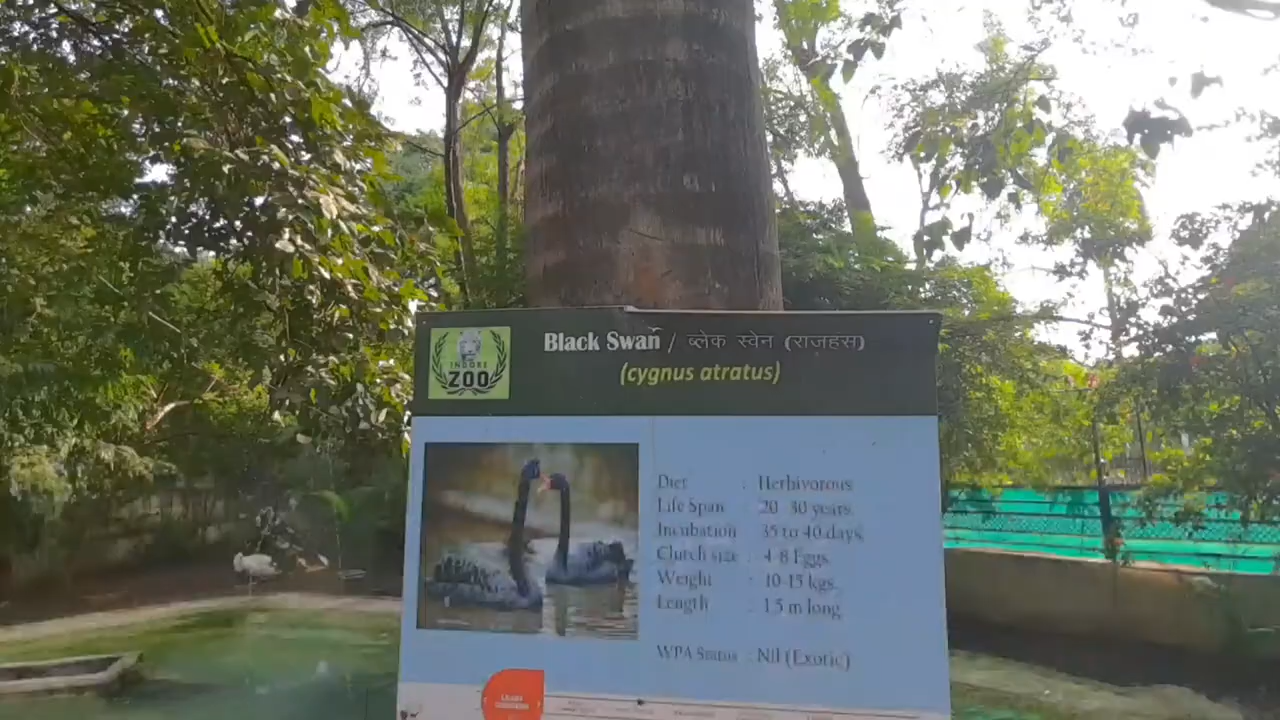 INDORE
ZOO
Black Swan / ब्लेक स्वेन (राजहंस)
(cygnus atratus)
Diet : Herbivorous
Life Span : 20-30 years
Incubation : 35 to 40 days
Clutch size : 4-8 Eggs
Weight : 10-15 kgs.
Length : 1.5 m long
WPA Status : Nil (Exotic)